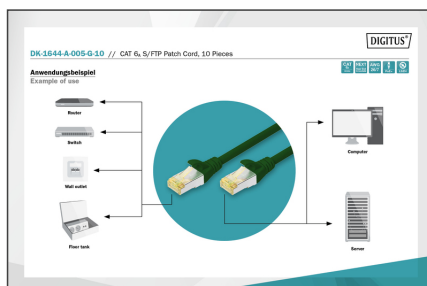 DIGITUS®
DK-1644-A-005-G-10 // CAT 6A S/FTP Patch Cord, 10 Pieces
Anwendungsbeispiel
Example of use
Router
Switch
Wall outlet
Floor tank
Computer
Server